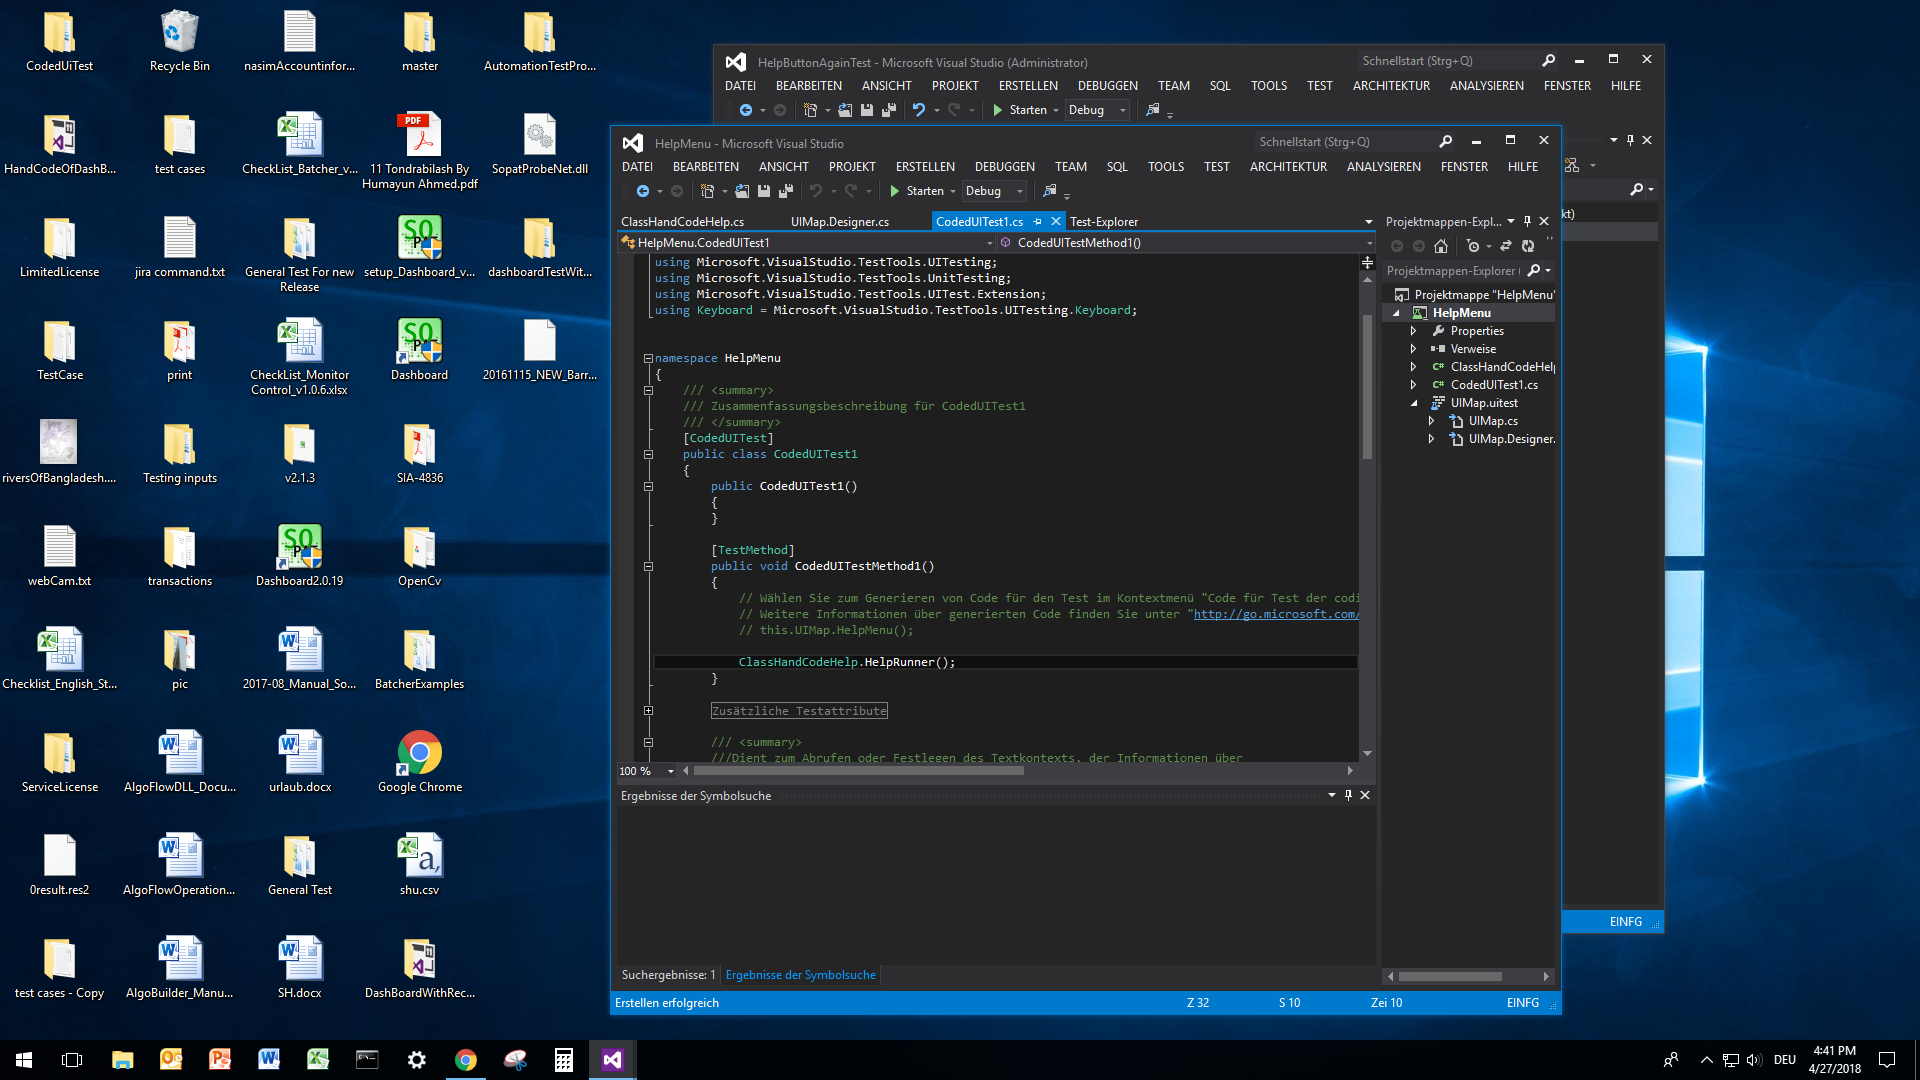 CodedUiTest
Recycle Bin
nasimAccountinfor...
master
AutomationTestPro...
HandCodeOfDashB...
test cases
CheckList_Batcher_v...
PDF
11 Tondrabilash By
Humayun Ahmed.pdf
SopatProbeNet.dll
LimitedLicense
jira command.txt
General Test For new
Release
setup_Dashboard_v...
dashboardTestWit...
TestCase
print
CheckList_Monitor
Control_v1.0.6.xlsx
Dashboard
20161115_NEW_Barr...
riversOfBangladesh....
Testing inputs
v2.1.3
SIA-4836
webCam.txt
transactions
Dashboard2.0.19
OpenCv
Checklist_English_St...
pic
2017-08_Manual_So...
BatcherExamples
ServiceLicense
AlgoFlowDLL_Docu...
urlaub.docx
Google Chrome
0result.res2
AlgoFlowOperation...
General Test
shu.csv
test cases - Copy
AlgoBuilder_Manu...
SH.docx
DashBoardWithRec...
HelpButtonAgainTest - Microsoft Visual Studio (Administrator)
Schnellstart (Strg+Q)
DATEI BEARBEITEN ANSICHT PROJEKT ERSTELLEN DEBUGGEN TEAM SQL TOOLS TEST ARCHITEKTUR ANALYSIEREN FENSTER HILFE
Starten Debug
kt)
EINFG
HelpMenu - Microsoft Visual Studio
Schnellstart (Strg+Q)
DATEI BEARBEITEN ANSICHT PROJEKT ERSTELLEN DEBUGGEN TEAM SQL TOOLS TEST ARCHITEKTUR ANALYSIEREN FENSTER HILFE
Starten Debug
ClassHandCodeHelp.cs UIMap.Designer.cs CodedUITest1.cs Test-Explorer
HelpMenu.CodedUITest1 CodedUITestMethod1()
using Microsoft.VisualStudio.TestTools.UITesting;
using Microsoft.VisualStudio.TestTools.UnitTesting;
using Microsoft.VisualStudio.TestTools.UITest.Extension;
using Keyboard = Microsoft.VisualStudio.TestTools.UITesting.Keyboard;
namespace HelpMenu
{
/// <summary>
/// Zusammenfassungsbeschreibung für CodedUITest1
/// </summary>
[CodedUITest]
public class CodedUITest1
{
public CodedUITest1()
{
}
[TestMethod]
public void CodedUITestMethod1()
{
// Wählen Sie zum Generieren von Code für den Test im Kontextmenü "Code für Test der codi
// Weitere Informationen über generierten Code finden Sie unter "http://go.microsoft.com/
// this.UIMap.HelpMenu();
ClassHandCodeHelp.HelpRunner();
}
Zusätzliche Testattribute
/// <summary>
///Dient zum Abrufen oder Festlegen des Textkontexts, der Informationen über
100 %
Ergebnisse der Symbolsuche
Suchergebnisse: 1 Ergebnisse der Symbolsuche
Erstellen erfolgreich Z 32 S 10 Zei 10 EINFG
Projektmappen-Expl...
Projektmappen-Explorer (
Projektmappe "HelpMenu"
HelpMenu
Properties
Verweise
ClassHandCodeHelp
CodedUITest1.cs
UIMap.uitest
UIMap.cs
UIMap.Designer.
DEU
4:41 PM
4/27/2018